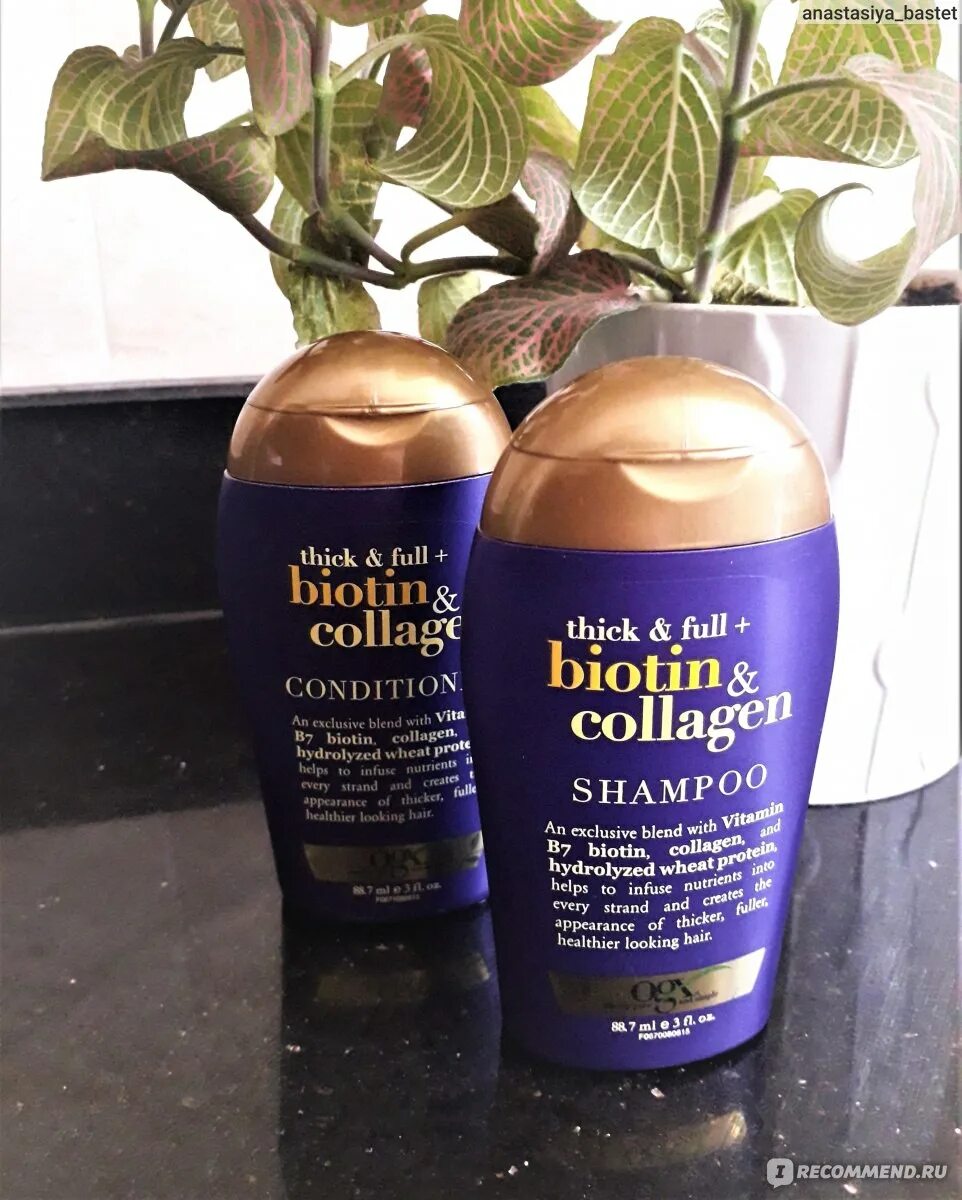 anastasiya_bastet
thick & full +
biotin &
collage
CONDITION
An exclusive blend with Vita
B7 biotin, collagen,
hydrolyzed wheat prote
helps to infuse nutrients i
every strand and creates t
appearance of thicker, fulle
healthier looking hair.
ogx
88.7 ml e 3 fl. oz.
thick & full +
biotin &
collagen
SHAMPOO
An exclusive blend with Vitamin
B7 biotin, collagen, and
hydrolyzed wheat protein,
helps to infuse nutrients into
every strand and creates the
appearance of thicker, fuller,
healthier looking hair.
ogx
88.7 ml e 3 fl. oz.
F0670080615
I RECOMMEND.RU